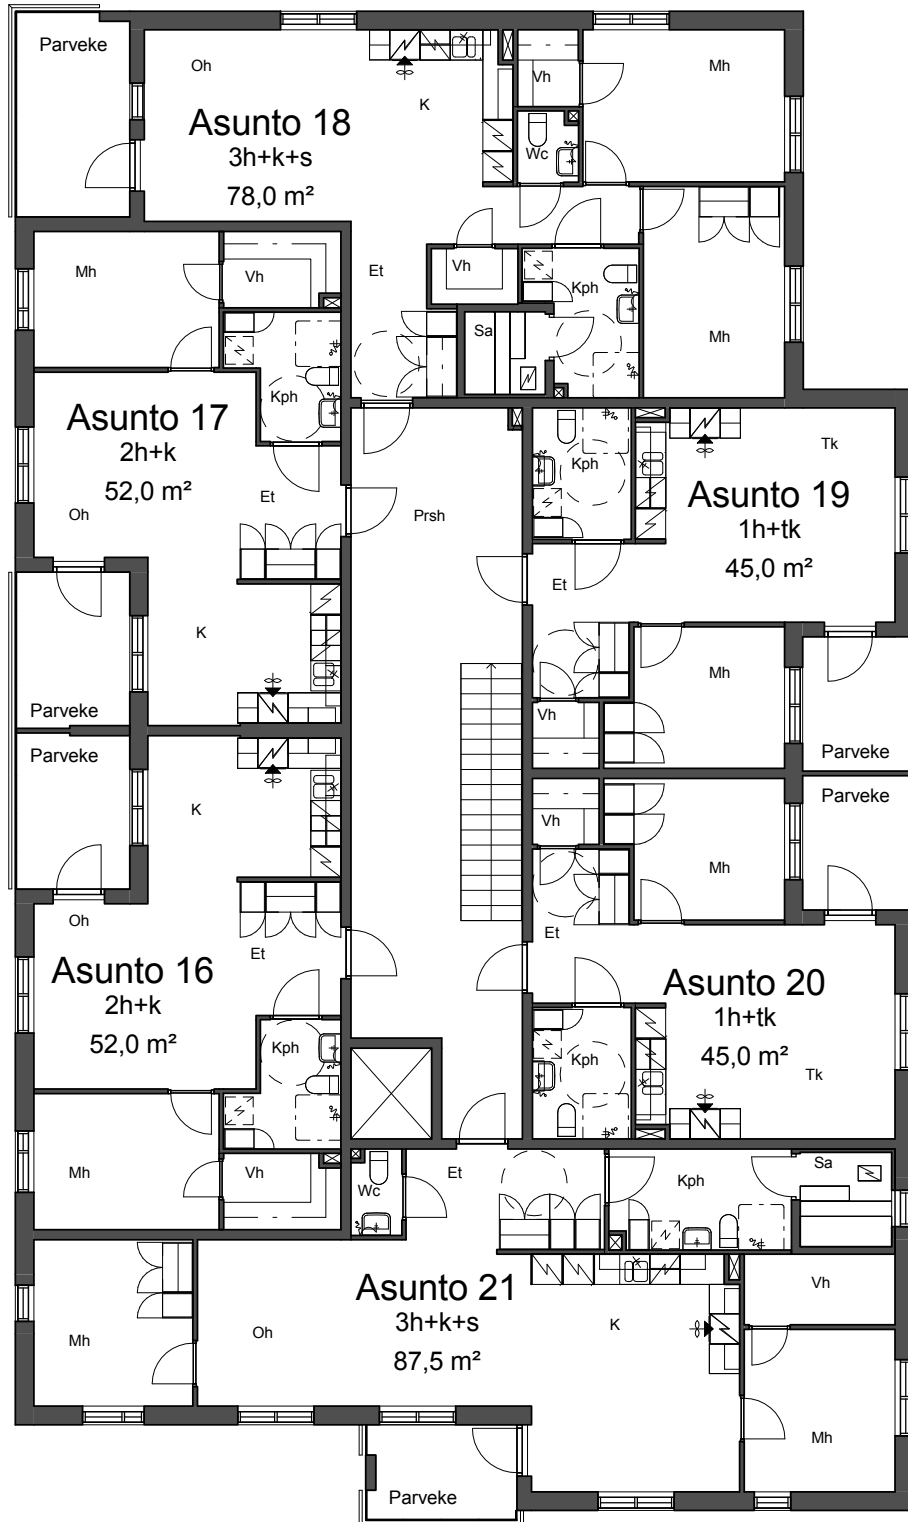 Parveke
Oh
K
Vh
Mh
Asunto 18
3h+k+s
78,0 m²
Wc
Mh
Vh
Et
Vh
Kph
Sa
Mh
Kph
Asunto 17
2h+k
52,0 m²
Oh
Et
Prsh
Kph
Tk
Asunto 19
1h+tk
45,0 m²
Et
K
Mh
Parveke
Vh
Parveke
Parveke
K
Vh
Mh
Parveke
Oh
Et
Et
Asunto 16
2h+k
52,0 m²
Asunto 20
1h+tk
45,0 m²
Kph
Kph
Tk
Mh
Vh
Wc
Et
Kph
Sa
Asunto 21
3h+k+s
87,5 m²
Mh
Oh
K
Vh
Mh
Parveke